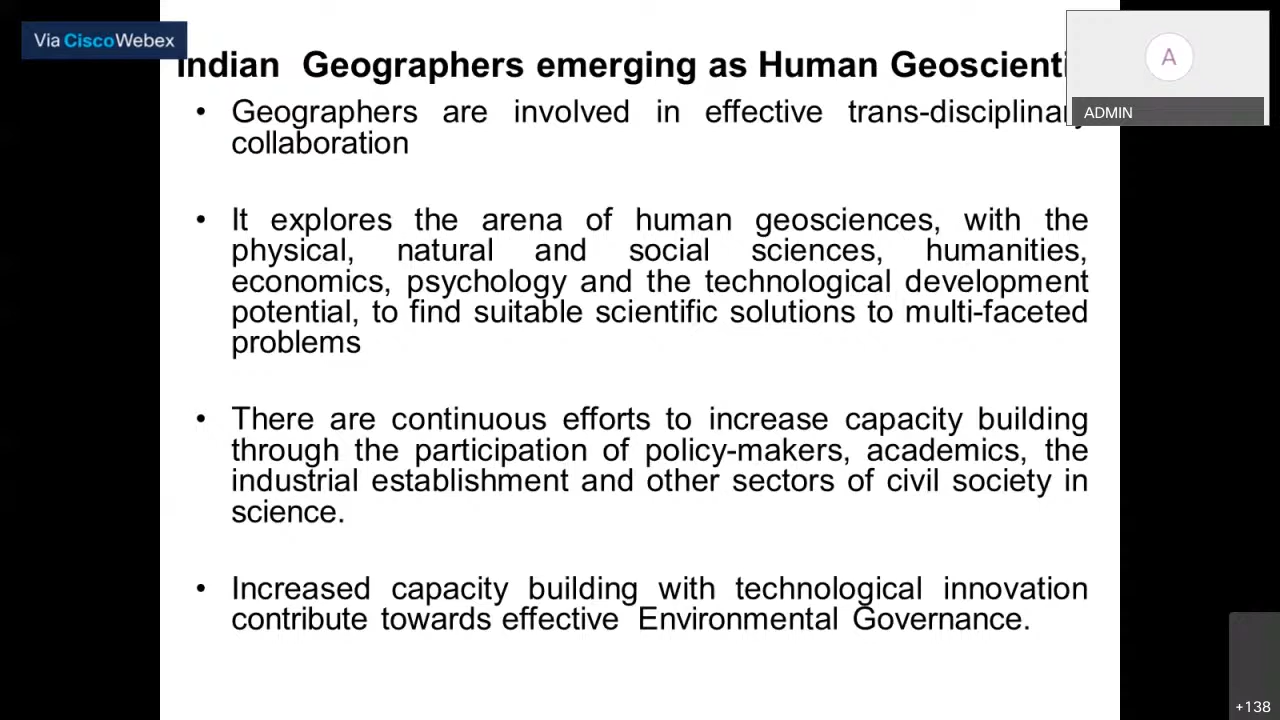 Via Cisco Webex
Indian Geographers emerging as Human
A
ADMIN
• Geographers are involved in effective trans-disciplinary
collaboration
• It explores the arena of human geosciences, with the
physical, natural and social sciences, humanities,
economics, psychology and the technological development
potential, to find suitable scientific solutions to multi-faceted
problems
• There are continuous efforts to increase capacity building
through the participation of policy-makers, academics, the
industrial establishment and other sectors of civil society in
science.
• Increased capacity building with technological innovation
contribute towards effective Environmental Governance.
+138